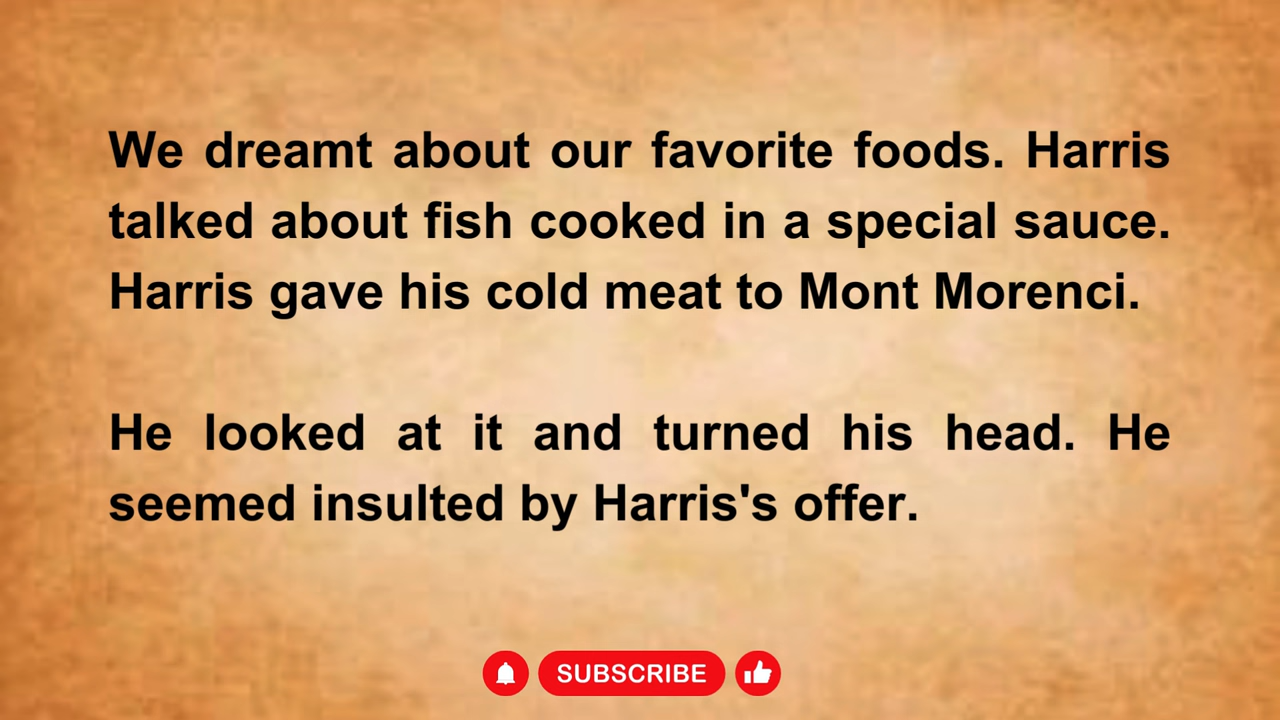 We dreamt about our favorite foods. Harris
talked about fish cooked in a special sauce.
Harris gave his cold meat to Mont Morenci.
He looked at it and turned his head. He
seemed insulted by Harris's offer.
SUBSCRIBE